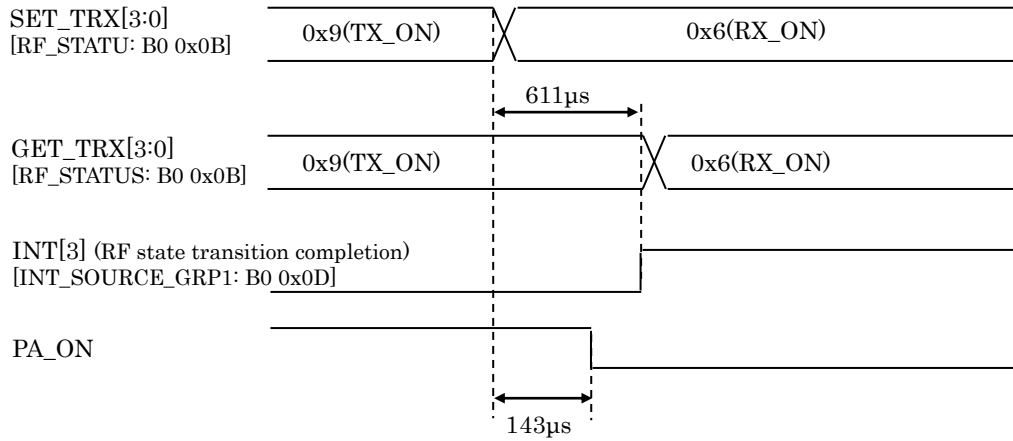 SET_TRX[3:0]
[RF_STATU: B0 0x0B]
0x9(TX_ON)
0x6(RX_ON)
611µs
GET_TRX[3:0]
[RF_STATUS: B0 0x0B]
0x9(TX_ON)
0x6(RX_ON)
INT[3] (RF state transition completion)
[INT_SOURCE_GRP1: B0 0x0D]
PA_ON
143µs